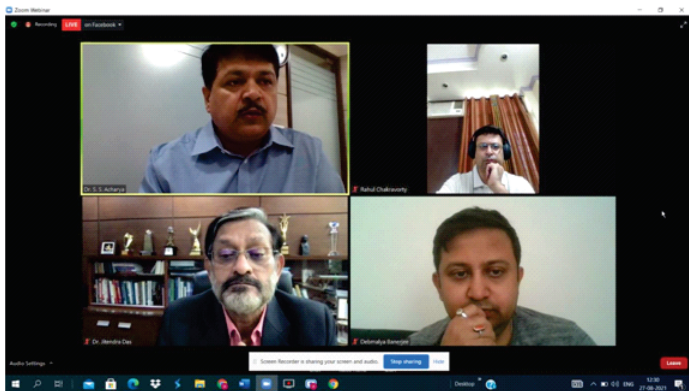 Zoom Webinar
Recording
LIVE
on Facebook
Dr. S. S. Acharya
Rahul Chakravorty
Dr. Jitendra Das
Debmalya Banerjee
Audio Settings
Screen Recorder is sharing your screen and audio.
Stop sharing
Hide
Leave
Desktop
ENG
12:30
27-08-2021